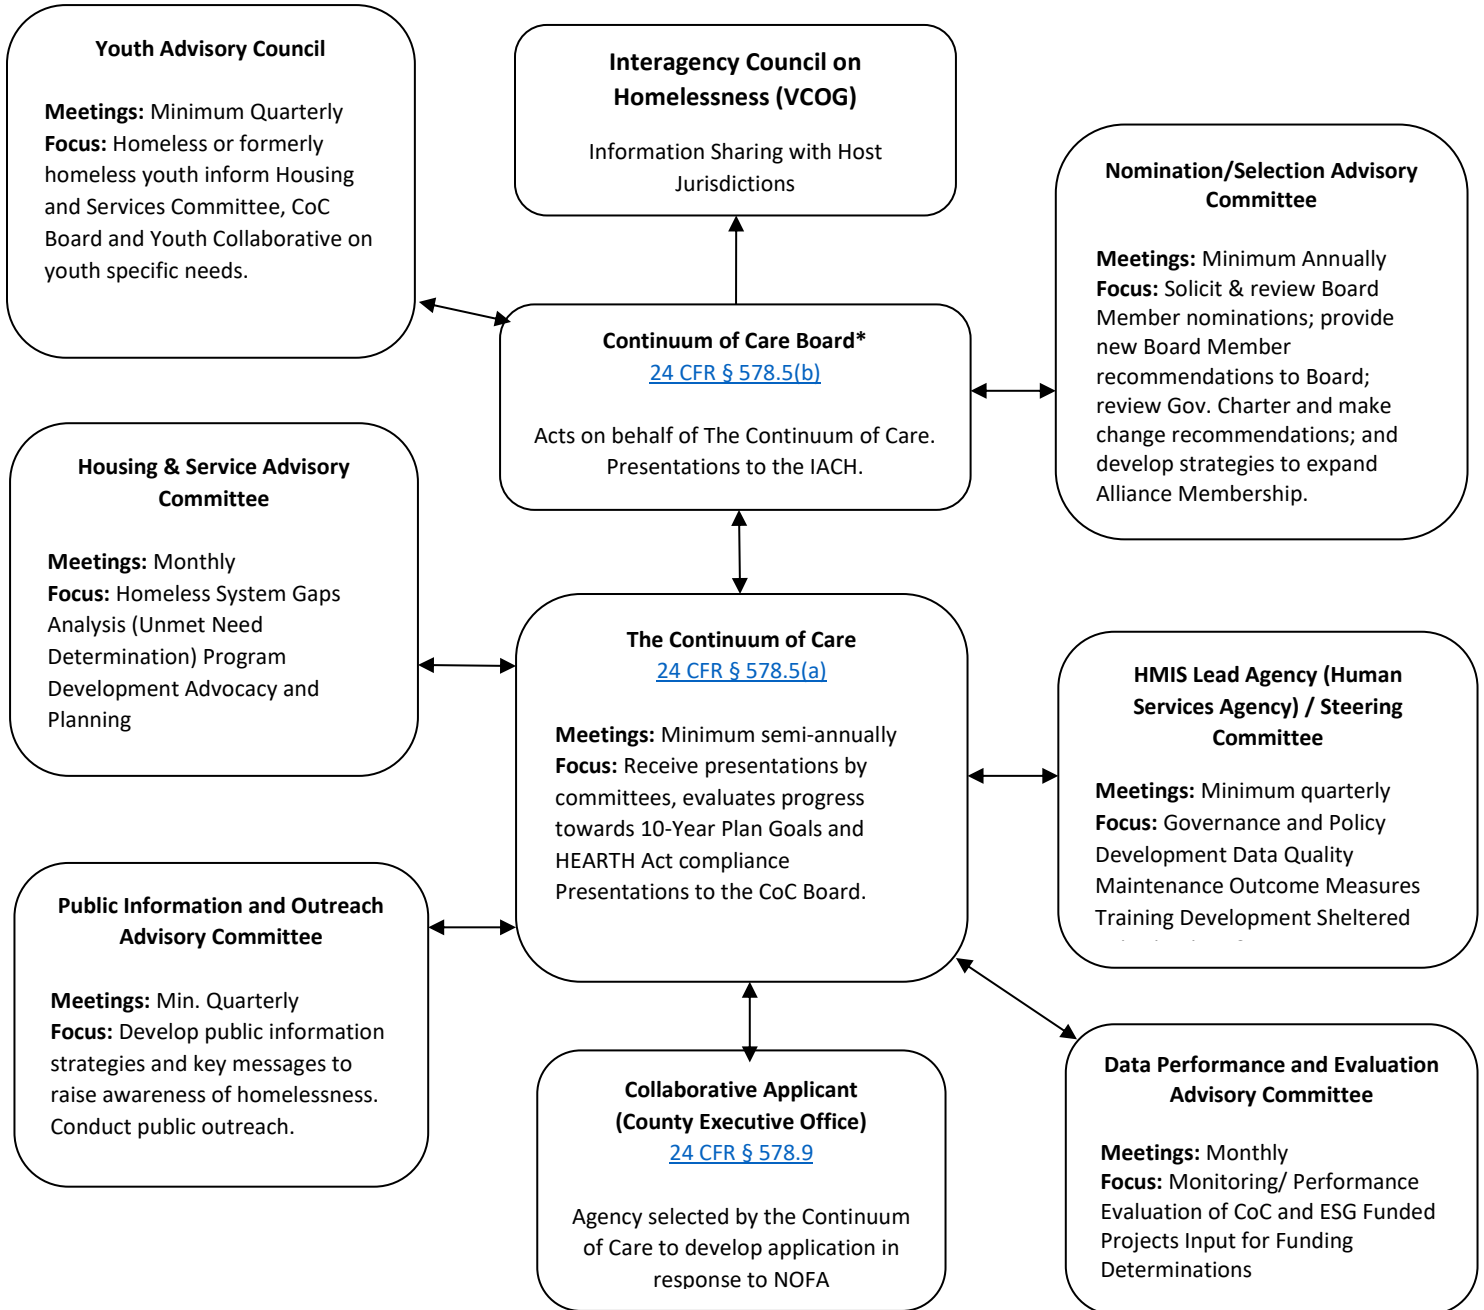 Youth Advisory Council
Meetings: Minimum Quarterly
Focus: Homeless or formerly
homeless youth inform Housing
and Services Committee, CoC
Board and Youth Collaborative on
youth specific needs.
Interagency Council on
Homelessness (VCOG)
Information Sharing with Host
Jurisdictions
Nomination/Selection Advisory
Committee
Meetings: Minimum Annually
Focus: Solicit & review Board
Member nominations; provide
new Board Member
recommendations to Board;
review Gov. Charter and make
change recommendations; and
develop strategies to expand
Alliance Membership.
Continuum of Care Board*
24 CFR § 578.5(b)
Acts on behalf of The Continuum of Care.
Presentations to the IACH.
Housing & Service Advisory
Committee
Meetings: Monthly
Focus: Homeless System Gaps
Analysis (Unmet Need
Determination) Program
Development Advocacy and
Planning
The Continuum of Care
24 CFR § 578.5(a)
Meetings: Minimum semi-annually
Focus: Receive presentations by
committees, evaluates progress
towards 10-Year Plan Goals and
HEARTH Act compliance
Presentations to the CoC Board.
HMIS Lead Agency (Human
Services Agency) / Steering
Committee
Meetings: Minimum quarterly
Focus: Governance and Policy
Development Data Quality
Maintenance Outcome Measures
Training Development Sheltered
Public Information and Outreach
Advisory Committee
Meetings: Min. Quarterly
Focus: Develop public information
strategies and key messages to
raise awareness of homelessness.
Conduct public outreach.
Collaborative Applicant
(County Executive Office)
24 CFR § 578.9
Agency selected by the Continuum
of Care to develop application in
response to NOFA
Data Performance and Evaluation
Advisory Committee
Meetings: Monthly
Focus: Monitoring/ Performance
Evaluation of CoC and ESG Funded
Projects Input for Funding
Determinations